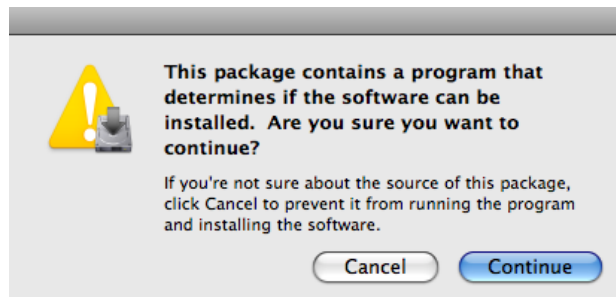 This package contains a program that
determines if the software can be
installed.  Are you sure you want to
continue?
If you're not sure about the source of this package,
click Cancel to prevent it from running the program
and installing the software.
Cancel
Continue